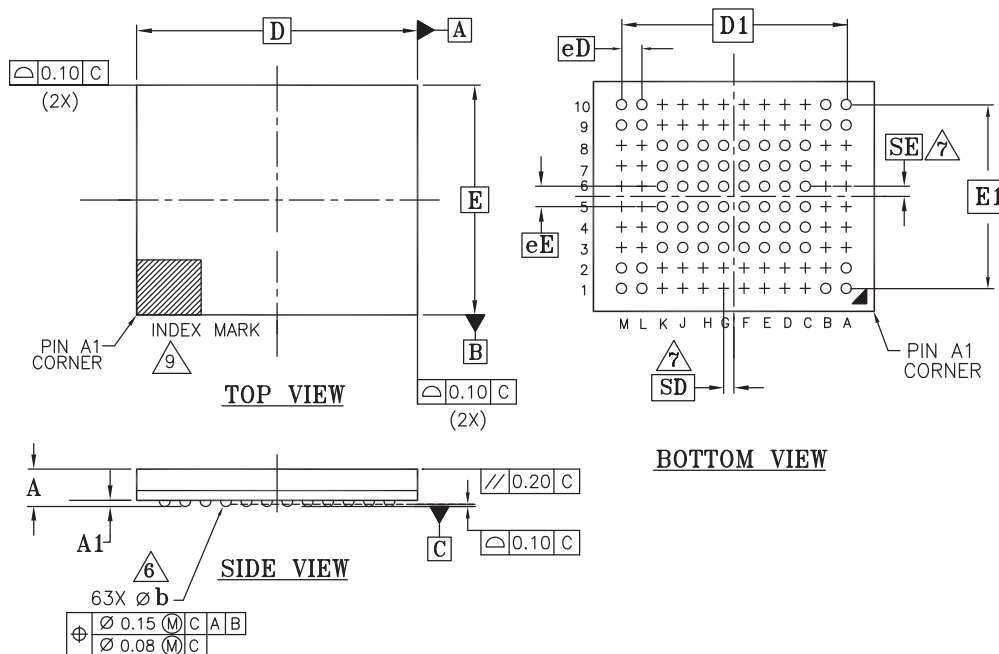 D
A
⌓ 0.10 C
(2X)
E
PIN A1
CORNER
INDEX MARK
9
B
⌓ 0.10 C
(2X)
TOP VIEW
D1
eD
10
9
8
7
6
5
4
3
2
1
SE 7
E1
eE
M L K J H G F E D C B A
7
SD
PIN A1
CORNER
BOTTOM VIEW
A
A1
// 0.20 C
C
⌓ 0.10 C
SIDE VIEW
6
63X Ø b
⌖ Ø 0.15 Ⓜ C A B
Ø 0.08 Ⓜ C